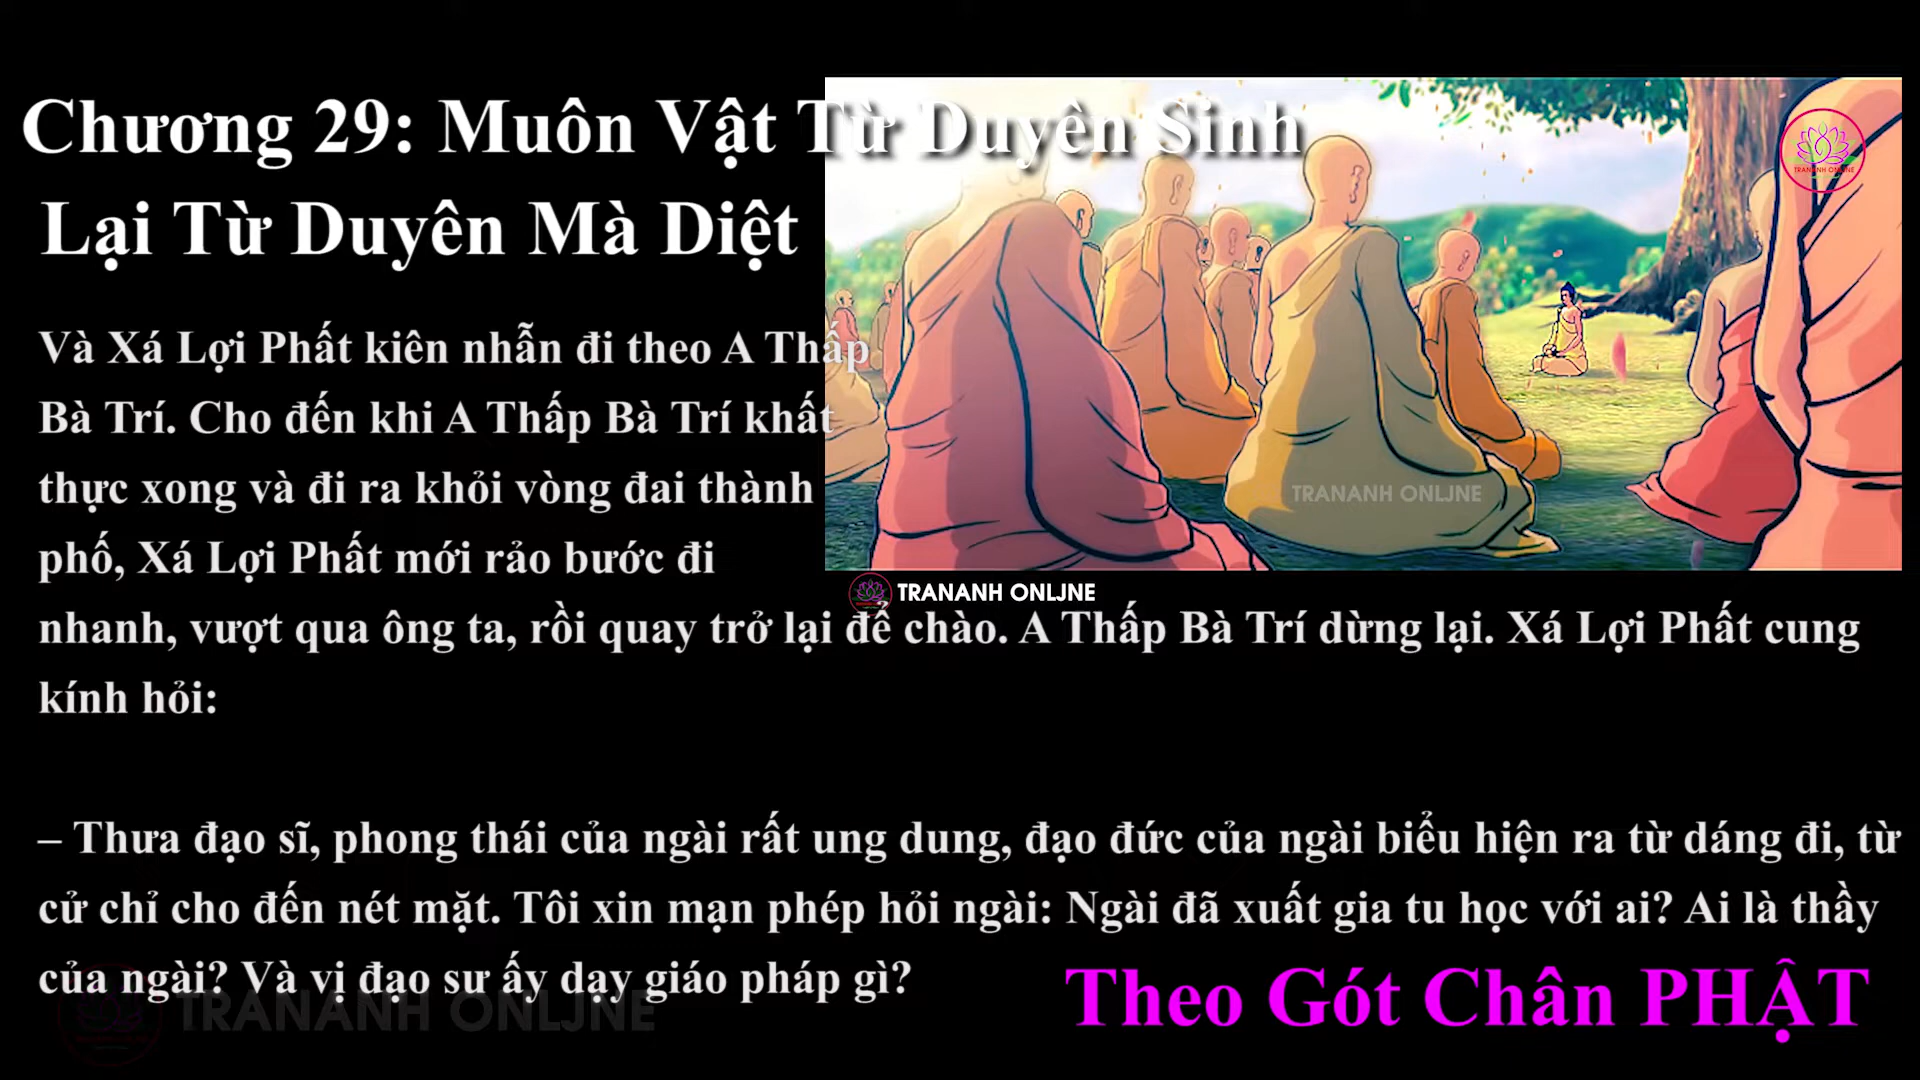 Chương 29: Muôn Vật Từ Duyên Sinh
Lại Từ Duyên Mà Diệt
TRANANH ONLJNE
Và Xá Lợi Phất kiên nhẫn đi theo A Thấp
Bà Trí. Cho đến khi A Thấp Bà Trí khất
thực xong và đi ra khỏi vòng đai thành
TRANANH ONLJNE
phố, Xá Lợi Phất mới rảo bước đi
TRANANH ONLJNE
nhanh, vượt qua ông ta, rồi quay trở lại để chào. A Thấp Bà Trí dừng lại. Xá Lợi Phất cung
kính hỏi:
– Thưa đạo sĩ, phong thái của ngài rất ung dung, đạo đức của ngài biểu hiện ra từ dáng đi, từ
cử chỉ cho đến nét mặt. Tôi xin mạn phép hỏi ngài: Ngài đã xuất gia tu học với ai? Ai là thầy
của ngài? Và vị đạo sư ấy dạy giáo pháp gì?
Theo Gót Chân PHẬT
TRANANH ONLJNE